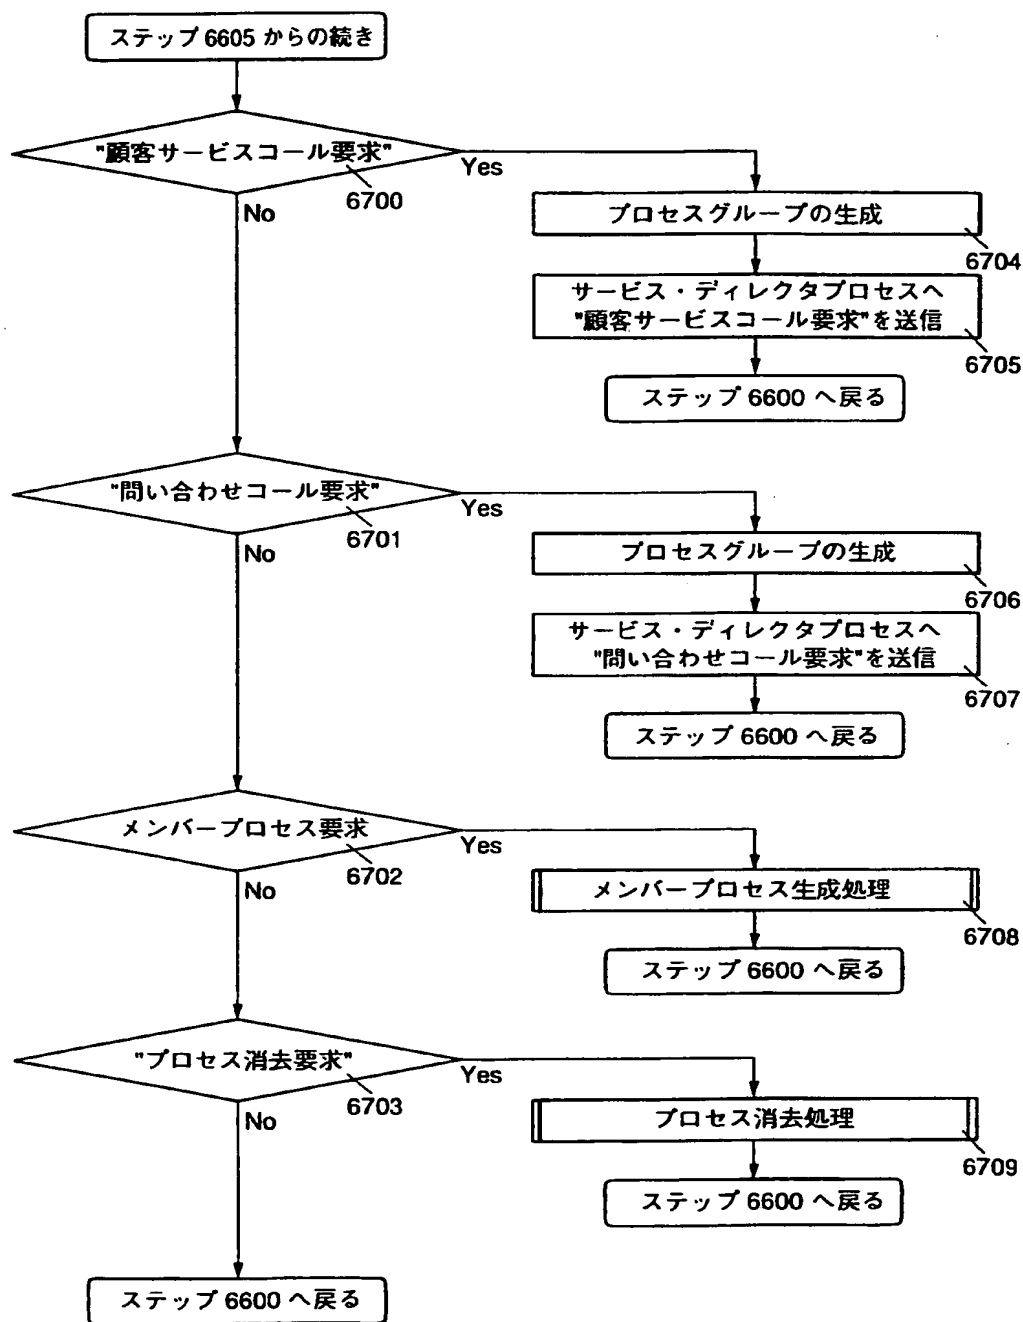 ステップ 6605 からの続き
"顧客サービスコール要求"
6700
Yes
No
プロセスグループの生成
6704
サービス・ディレクタプロセスへ
"顧客サービスコール要求"を送信
6705
ステップ 6600 へ戻る
"問い合わせコール要求"
6701
Yes
No
プロセスグループの生成
6706
サービス・ディレクタプロセスへ
"問い合わせコール要求"を送信
6707
ステップ 6600 へ戻る
メンバープロセス要求
6702
Yes
No
メンバープロセス生成処理
6708
ステップ 6600 へ戻る
"プロセス消去要求"
6703
Yes
No
プロセス消去処理
6709
ステップ 6600 へ戻る
ステップ 6600 へ戻る